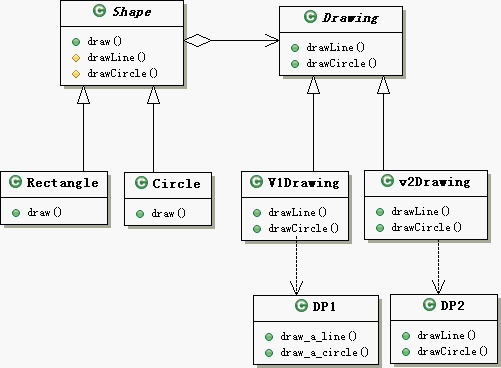 Shape
draw()
drawLine()
drawCircle()
Drawing
drawLine()
drawCircle()
Rectangle
draw()
Circle
draw()
V1Drawing
drawLine()
drawCircle()
v2Drawing
drawLine()
drawCircle()
DP1
draw_a_line()
draw_a_circle()
DP2
drawLine()
drawCircle()